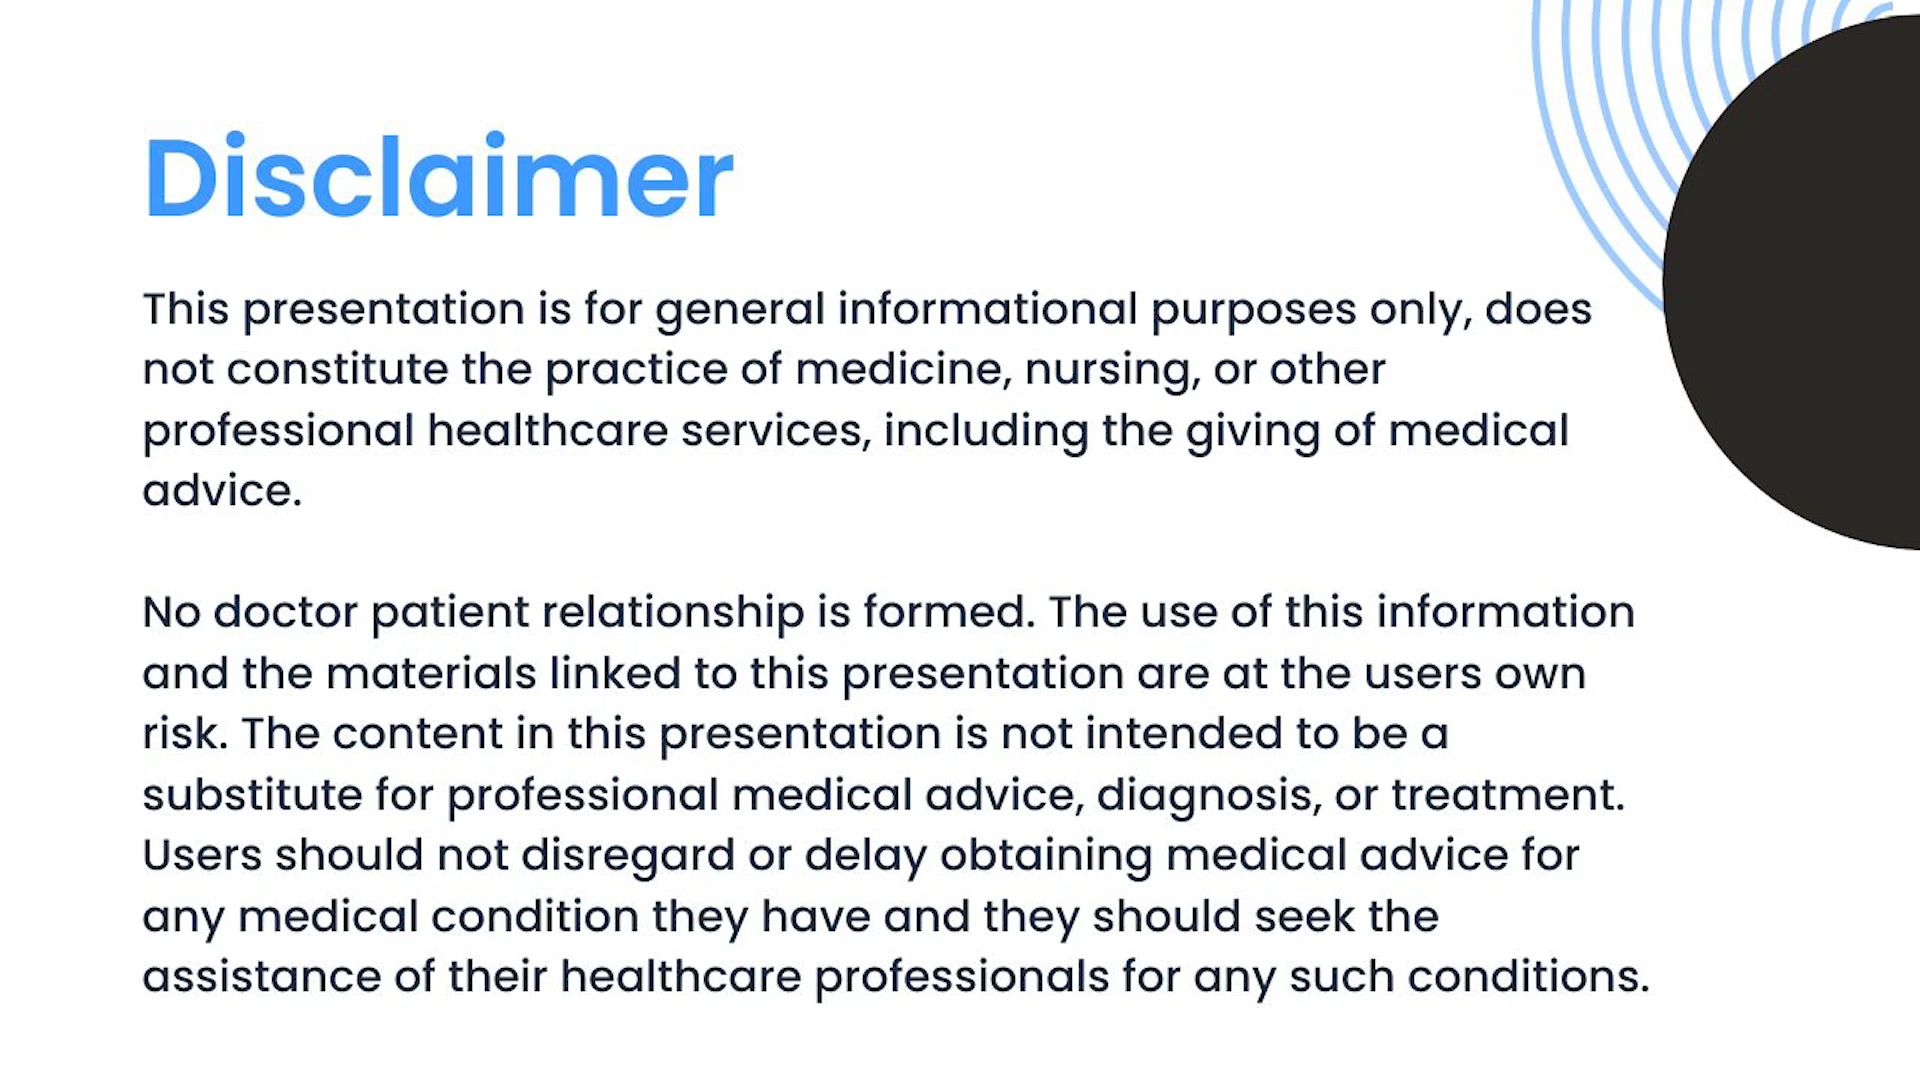 Disclaimer
This presentation is for general informational purposes only, does
not constitute the practice of medicine, nursing, or other
professional healthcare services, including the giving of medical
advice.
No doctor patient relationship is formed. The use of this information
and the materials linked to this presentation are at the users own
risk. The content in this presentation is not intended to be a
substitute for professional medical advice, diagnosis, or treatment.
Users should not disregard or delay obtaining medical advice for
any medical condition they have and they should seek the
assistance of their healthcare professionals for any such conditions.